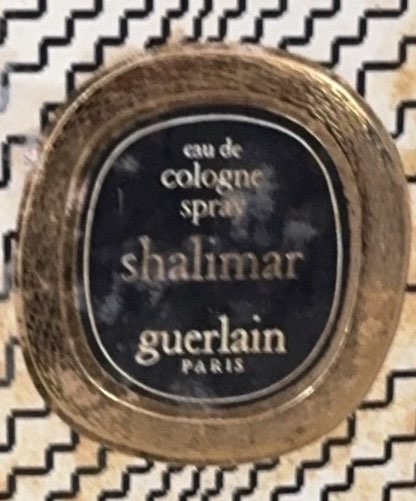 eau de
cologne
spray
shalimar
guerlain
PARIS